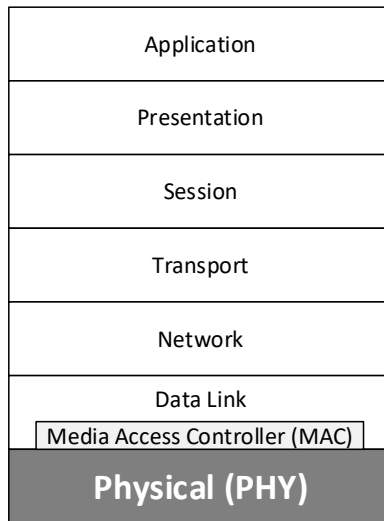 Application
Presentation
Session
Transport
Network
Data Link
Media Access Controller (MAC)
Physical (PHY)